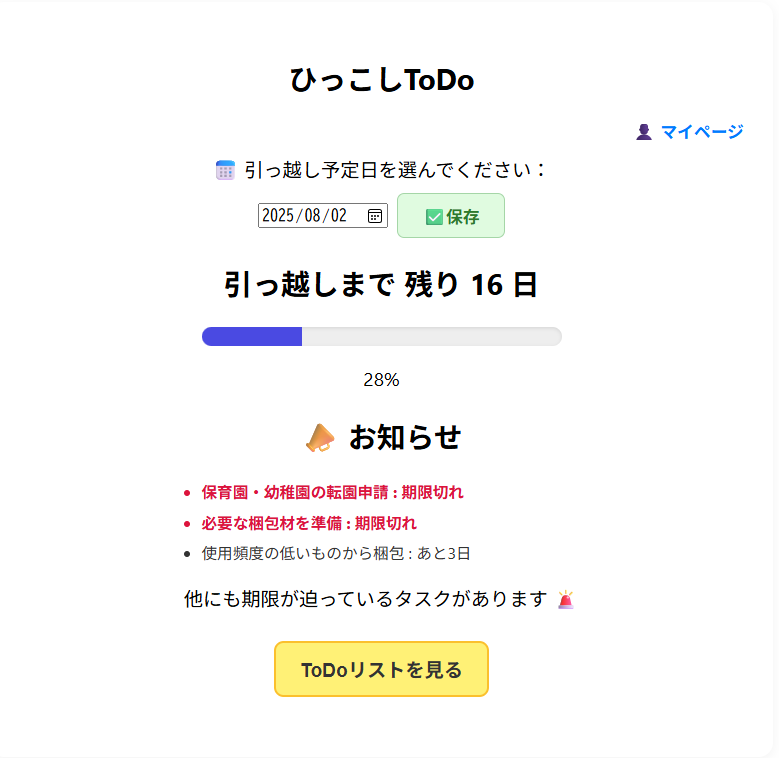 ひっこしToDo
マイページ
引っ越し予定日を選んでください：
2025/08/02
保存
引っ越しまで 残り 16 日
28%
お知らせ
保育園・幼稚園の転園申請 : 期限切れ
必要な梱包材を準備 : 期限切れ
使用頻度の低いものから梱包 : あと3日
他にも期限が迫っているタスクがあります
ToDoリストを見る